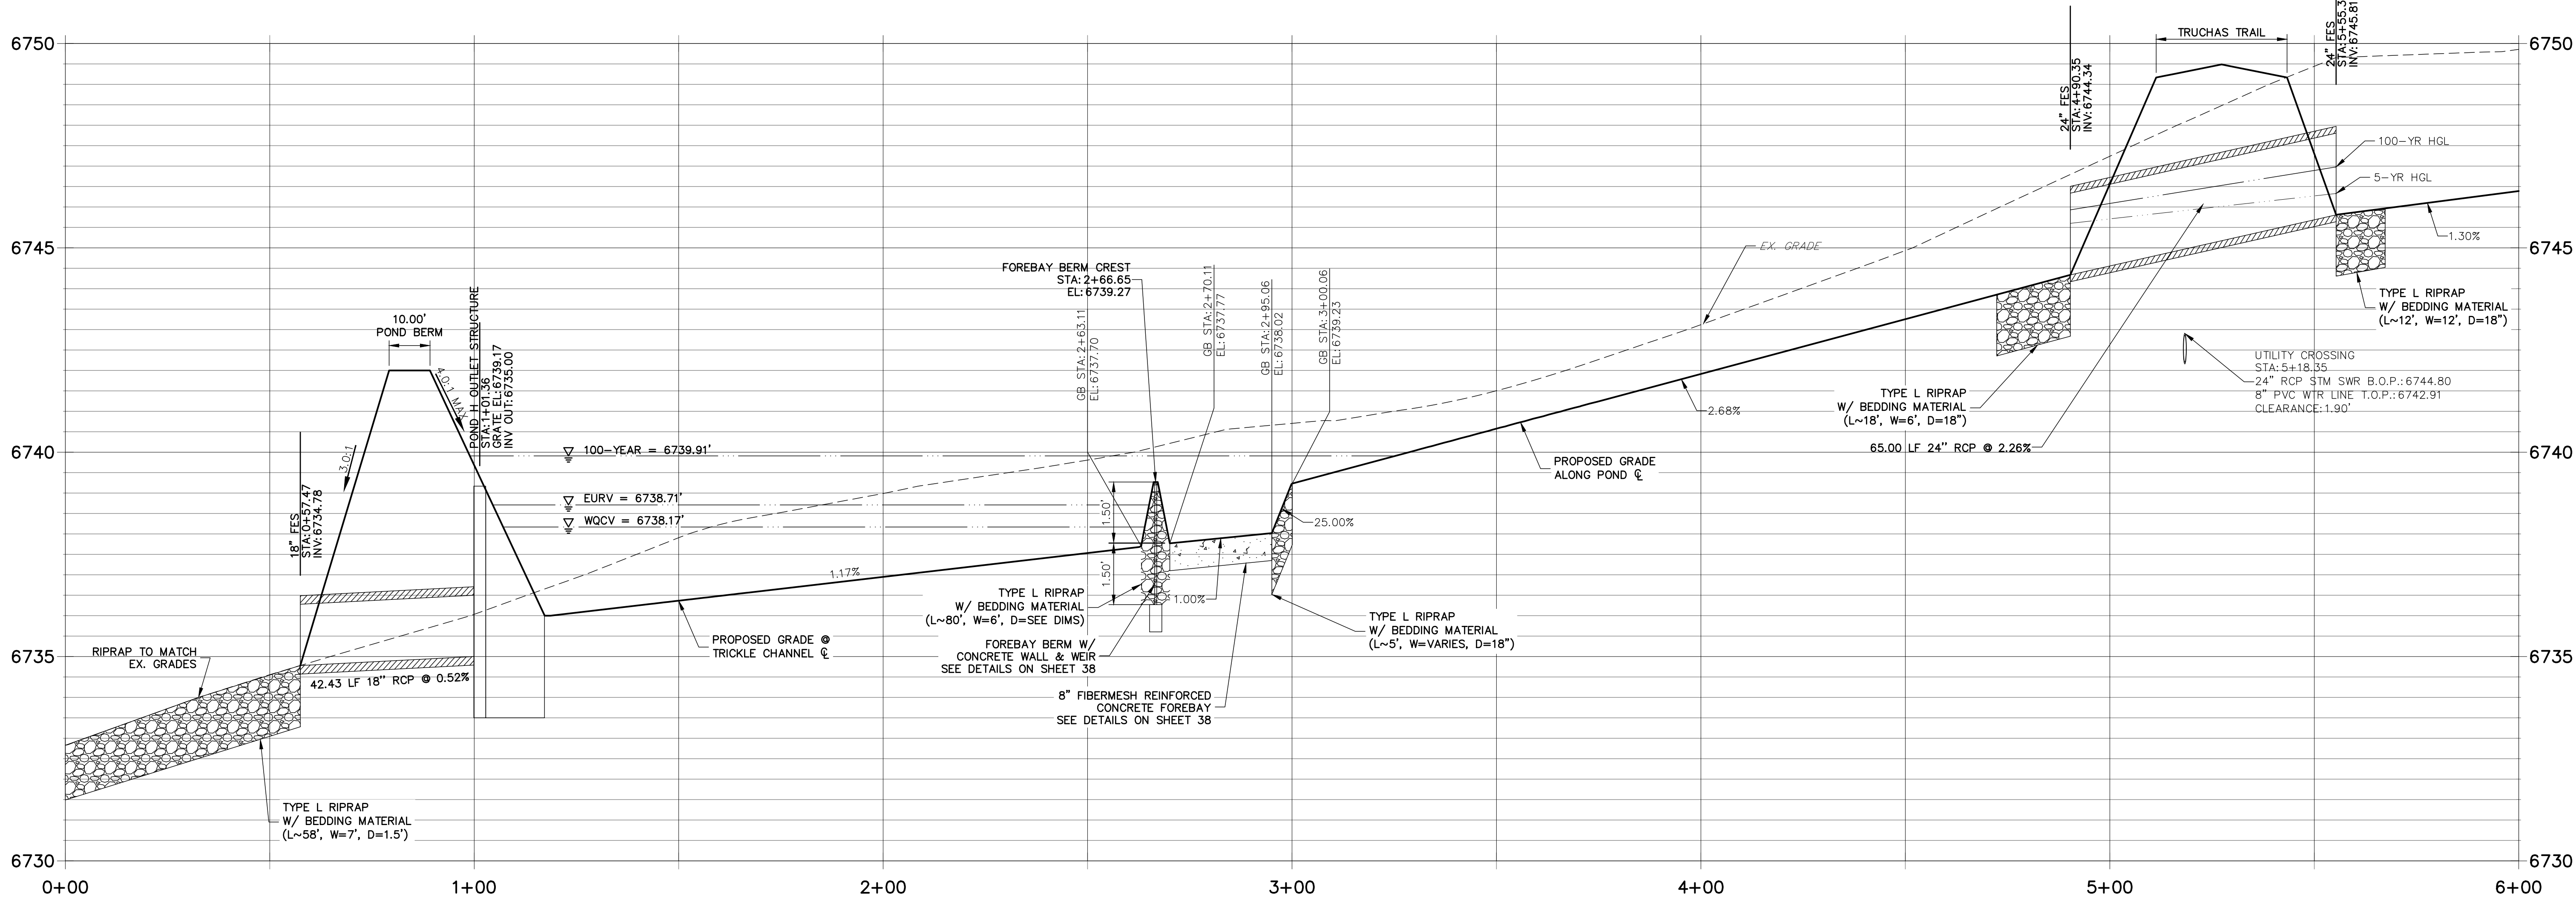 6750
6745
6740
6735
6730
6750
6745
6740
6735
6730
0+00
1+00
2+00
3+00
4+00
5+00
6+00
RIPRAP TO MATCH
EX. GRADES
TYPE L RIPRAP
W/ BEDDING MATERIAL
(L~58', W=7', D=1.5')
18" FES
STA:0+57.47
INV:6734.78
3.0:1
10.00'
POND BERM
4.0:1 MAX
POND H OUTLET STRUCTURE
STA:1+01.36
GRATE EL:6739.17
INV OUT:6735.00
42.43 LF 18" RCP @ 0.52%
100-YEAR = 6739.91'
EURV = 6738.71'
WQCV = 6738.17'
PROPOSED GRADE @
TRICKLE CHANNEL ℄
1.17%
FOREBAY BERM CREST
STA:2+66.65
EL:6739.27
GB STA:2+63.11
EL:6737.70
1.50'
1.50'
GB STA:2+70.11
EL:6737.77
GB STA:2+95.06
EL:6738.02
GB STA:3+00.06
EL:6739.23
TYPE L RIPRAP
W/ BEDDING MATERIAL
(L~80', W=6', D=SEE DIMS)
FOREBAY BERM W/
CONCRETE WALL & WEIR
SEE DETAILS ON SHEET 38
8" FIBERMESH REINFORCED
CONCRETE FOREBAY
SEE DETAILS ON SHEET 38
1.00%
25.00%
TYPE L RIPRAP
W/ BEDDING MATERIAL
(L~5', W=VARIES, D=18")
PROPOSED GRADE
ALONG POND ℄
2.68%
EX. GRADE
TYPE L RIPRAP
W/ BEDDING MATERIAL
(L~18', W=6', D=18")
65.00 LF 24" RCP @ 2.26%
24" FES
STA:4+90.35
INV:6744.34
TRUCHAS TRAIL
24" FES
STA:5+55.3
INV:6745.81
100-YR HGL
5-YR HGL
1.30%
TYPE L RIPRAP
W/ BEDDING MATERIAL
(L~12', W=12', D=18")
UTILITY CROSSING
STA:5+18.35
24" RCP STM SWR B.O.P.:6744.80
8" PVC WTR LINE T.O.P.:6742.91
CLEARANCE:1.90'